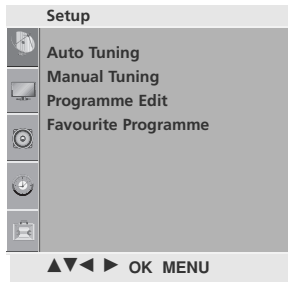 Setup
Auto Tuning
Manual Tuning
Programme Edit
Favourite Programme
▲▼◄ ► OK MENU